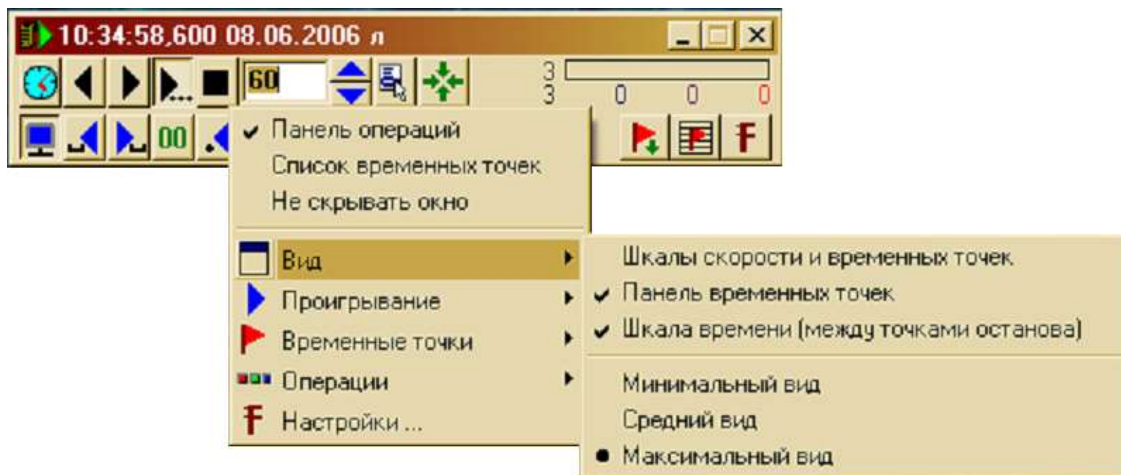 10:34:58,600 08.06.2006 л
60
3
3 0 0 0
00
Панель операций
Список временных точек
Не скрывать окно
Вид
Проигрывание
Временные точки
Операции
Настройки ...
Шкалы скорости и временных точек
Панель временных точек
Шкала времени (между точками останова)
Минимальный вид
Средний вид
Максимальный вид